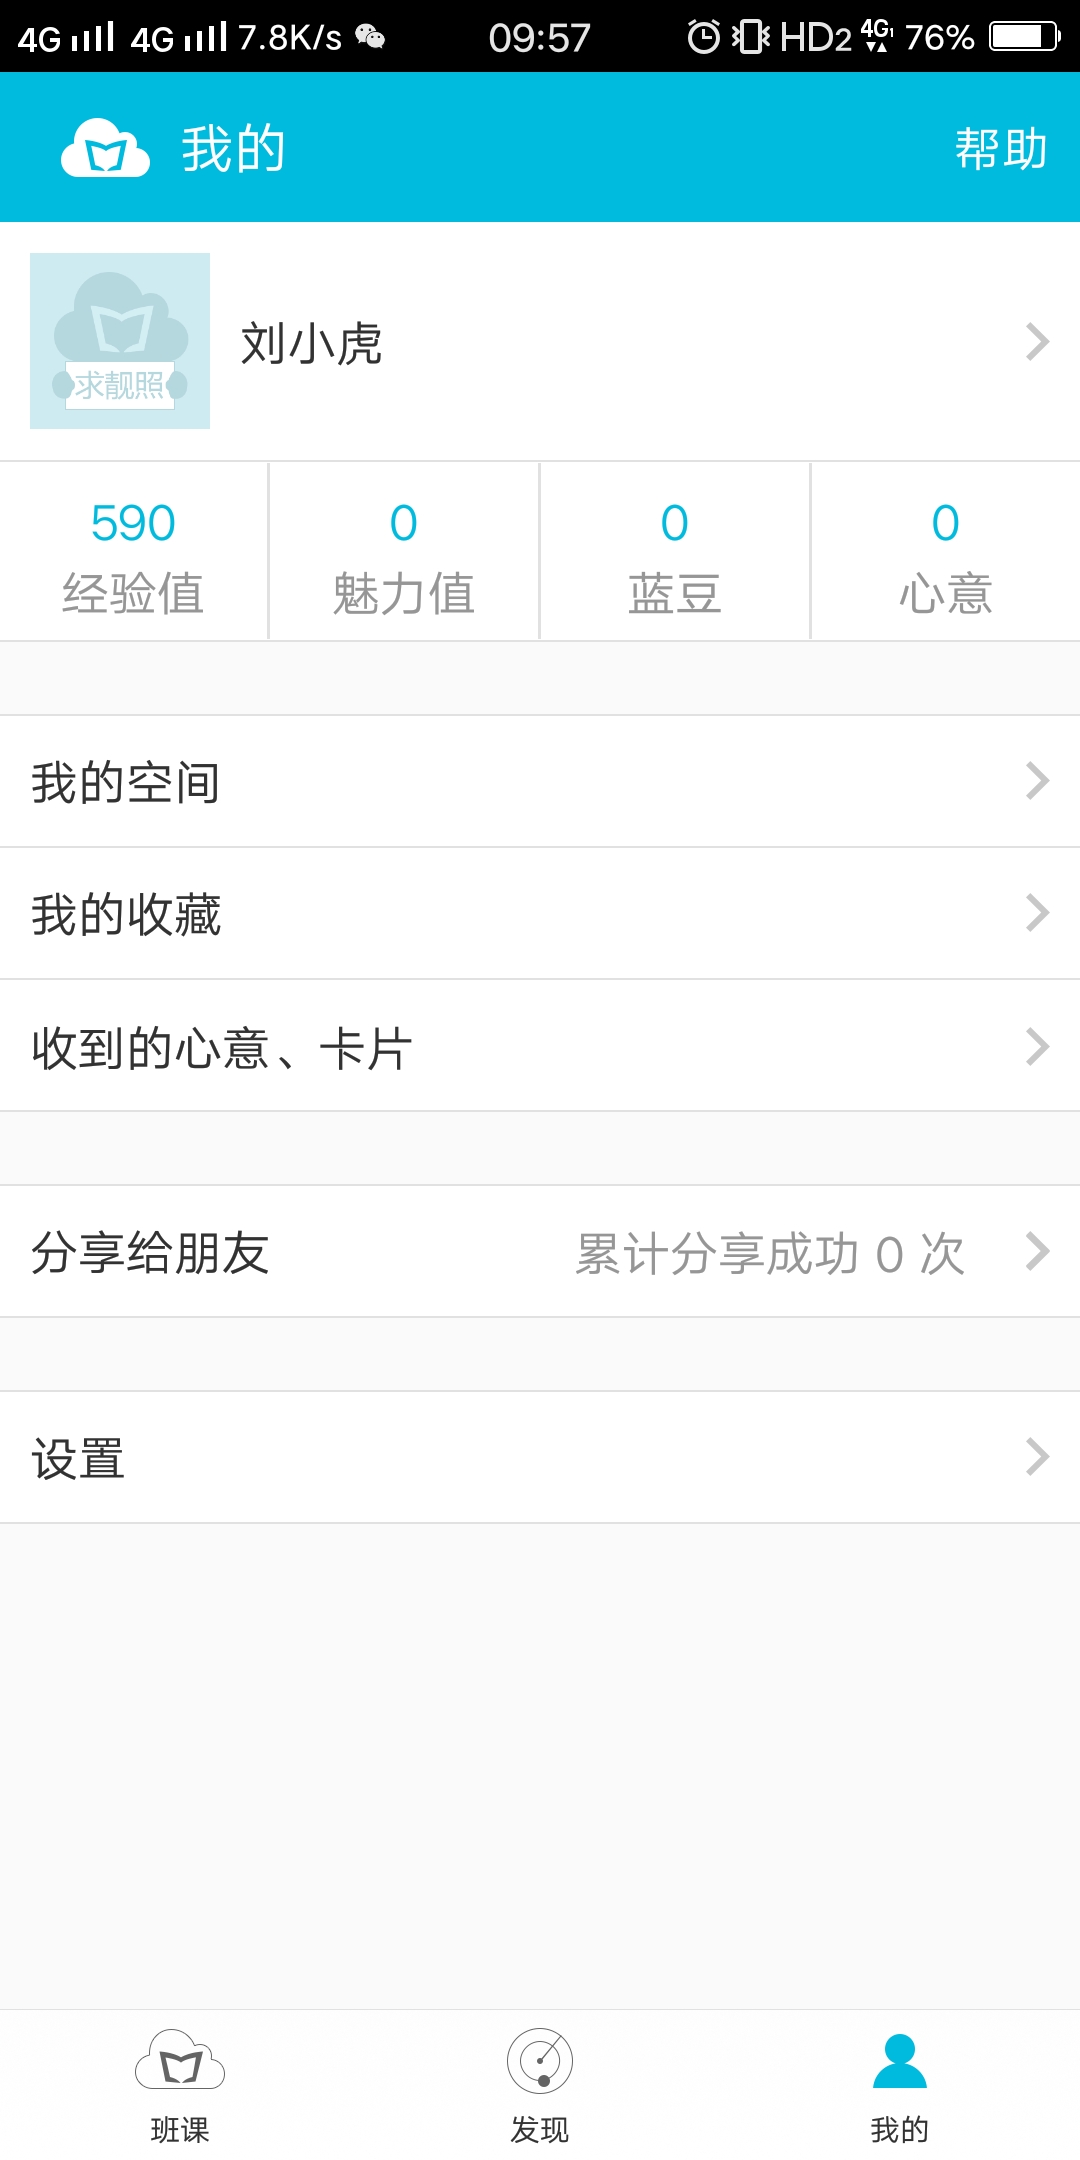 4G 4G 7.8K/s 09:57 HD2 4G1 76%
我的 帮助
求靓照
刘小虎
590 0 0 0
经验值 魅力值 蓝豆 心意
我的空间
我的收藏
收到的心意、卡片
分享给朋友 累计分享成功 0 次
设置
班课 发现 我的